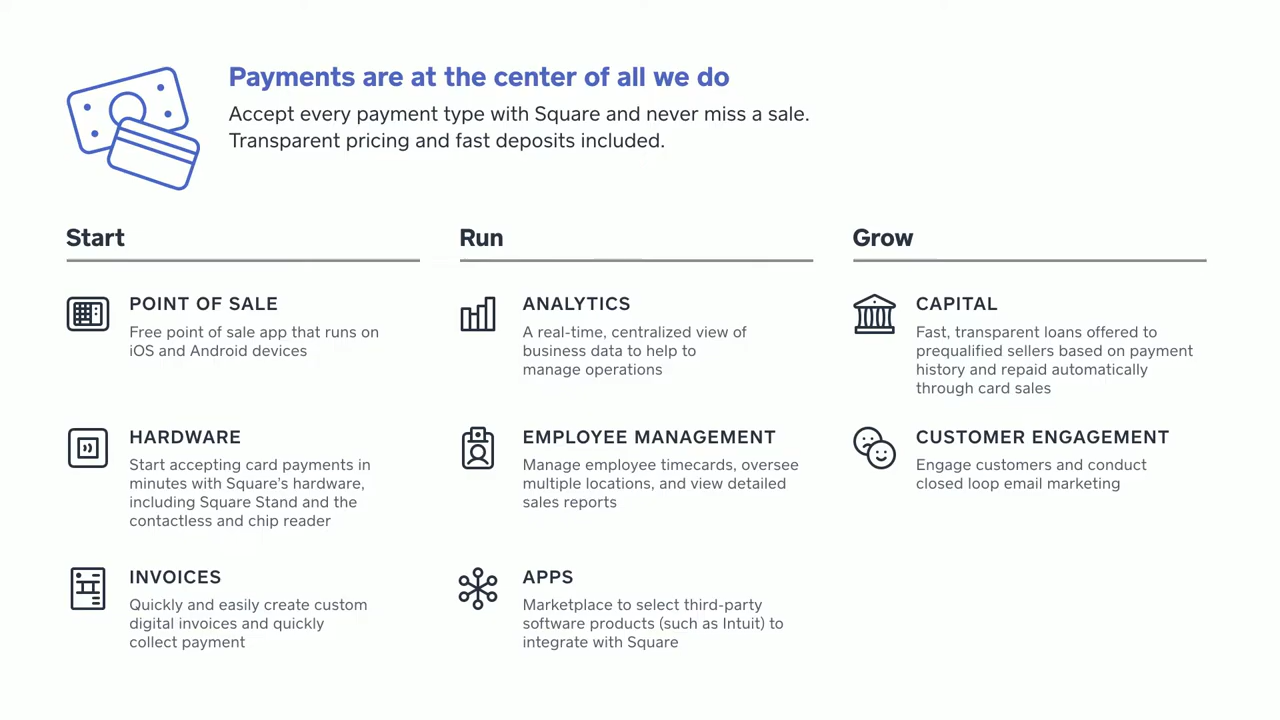 Payments are at the center of all we do
Accept every payment type with Square and never miss a sale.
Transparent pricing and fast deposits included.
Start
POINT OF SALE
Free point of sale app that runs on
iOS and Android devices
HARDWARE
Start accepting card payments in
minutes with Square's hardware,
including Square Stand and the
contactless and chip reader
INVOICES
Quickly and easily create custom
digital invoices and quickly
collect payment
Run
ANALYTICS
A real-time, centralized view of
business data to help to
manage operations
EMPLOYEE MANAGEMENT
Manage employee timecards, oversee
multiple locations, and view detailed
sales reports
APPS
Marketplace to select third-party
software products (such as Intuit) to
integrate with Square
Grow
CAPITAL
Fast, transparent loans offered to
prequalified sellers based on payment
history and repaid automatically
through card sales
CUSTOMER ENGAGEMENT
Engage customers and conduct
closed loop email marketing